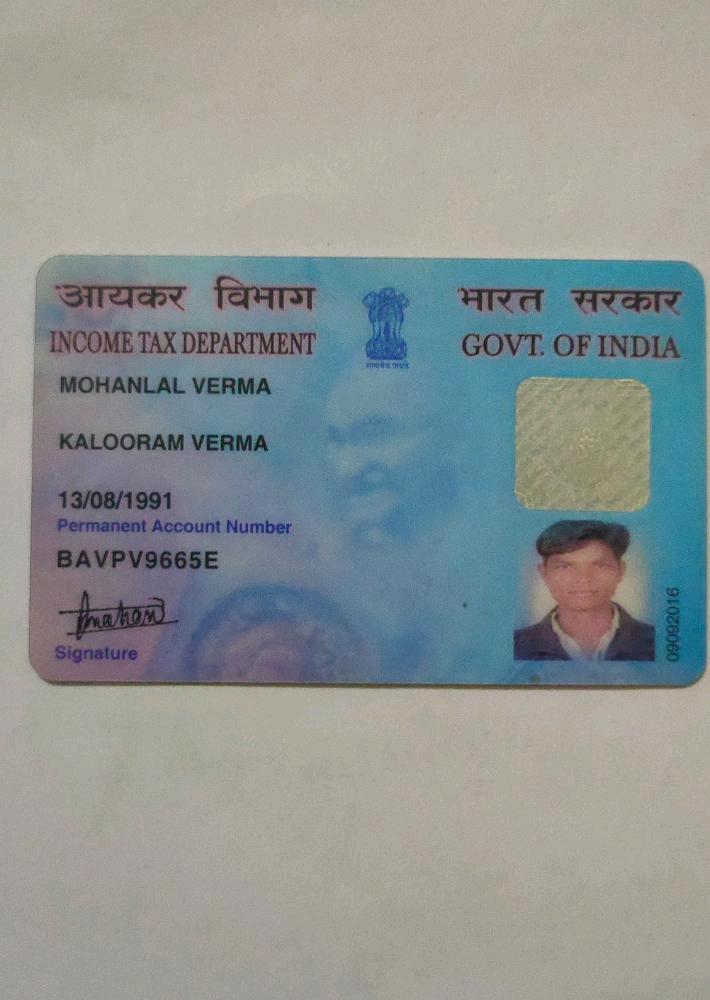 आयकर विभाग
INCOME TAX DEPARTMENT
भारत सरकार
GOVT. OF INDIA
सत्यमेव जयते
MOHANLAL VERMA
KALOORAM VERMA
13/08/1991
Permanent Account Number
BAVPV9665E
Signature
09092016